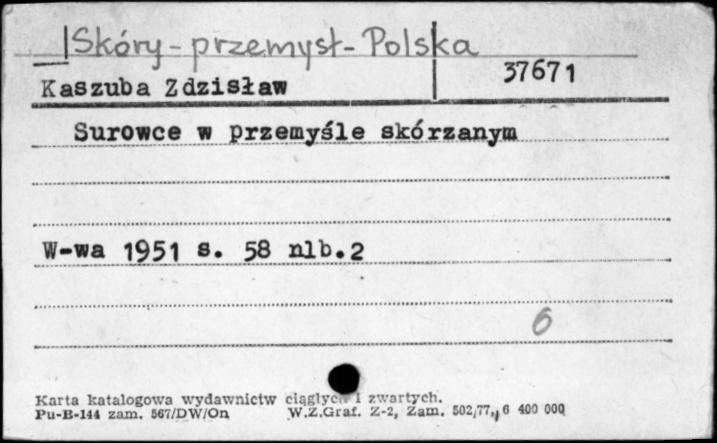 Skóry - przemysł - Polska
37671
Kaszuba Zdzisław
Surowce w przemyśle skórzanym
W-wa 1951 s. 58 nlb.2
6
Karta katalogowa wydawnictw ciągłych i zwartych.
Pu-B-144 zam. 567/DW/On W.Z.Graf. Z-2, Zam. 502/77, 6 400 000